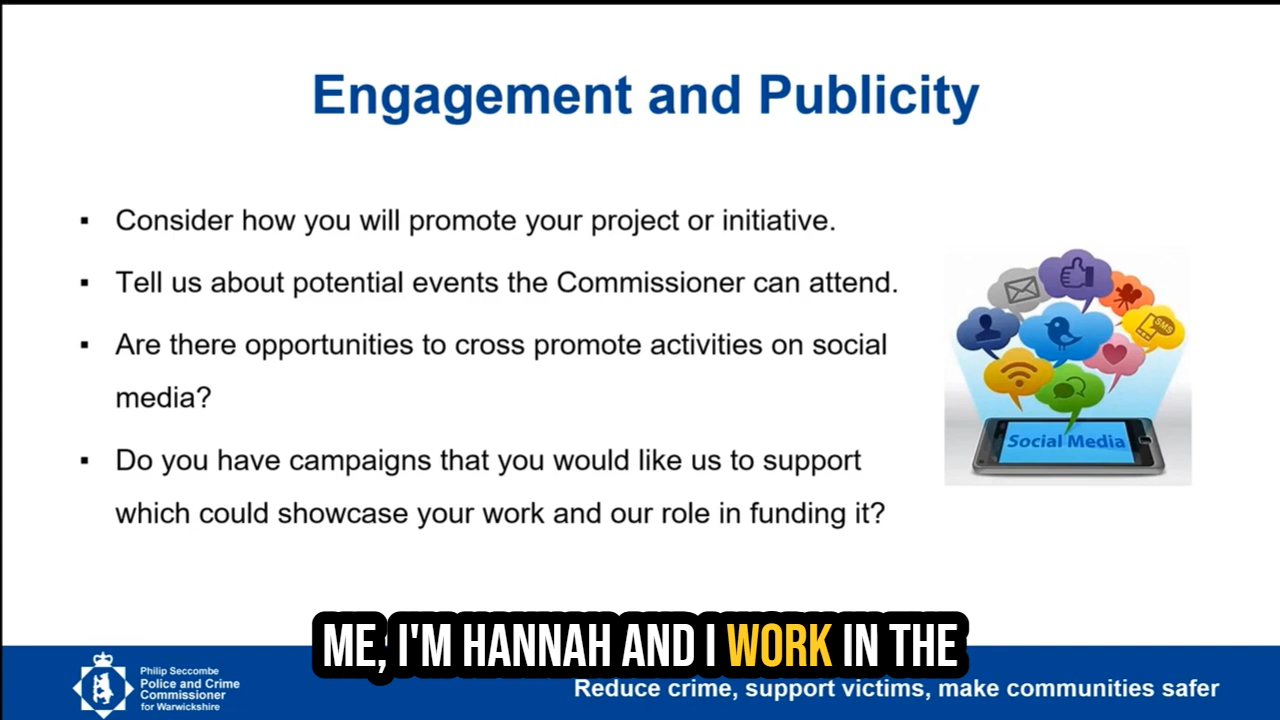 Engagement and Publicity
▪ Consider how you will promote your project or initiative.
▪ Tell us about potential events the Commissioner can attend.
▪ Are there opportunities to cross promote activities on social
media?
▪ Do you have campaigns that you would like us to support
which could showcase your work and our role in funding it?
SMS
Social Media
ME, I'M HANNAH AND I WORK IN THE
Philip Seccombe
Police and Crime
Commissioner
for Warwickshire
Reduce crime, support victims, make communities safer